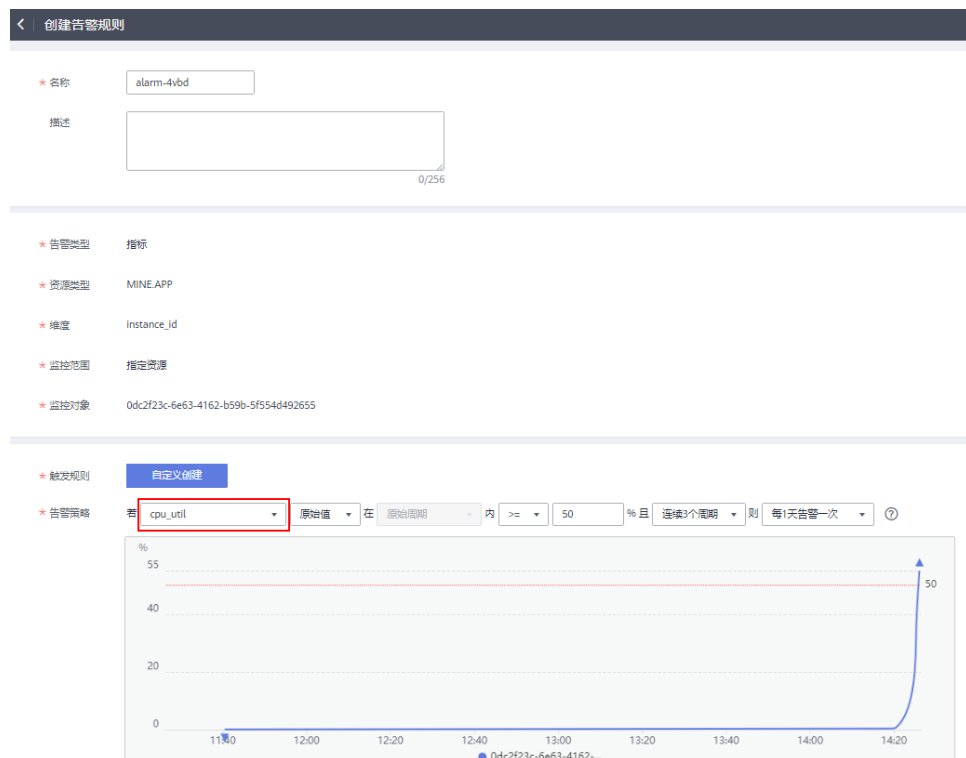 创建告警规则
* 名称 alarm-4vbd
描述
0/256
* 告警类型 指标
* 资源类型 MINE.APP
* 维度 instance_id
* 监控范围 指定资源
* 监控对象 0dc2f23c-6e63-4162-b59b-5f554d492655
* 触发规则 自定义创建
* 告警策略 若 cpu_util 原始值 在 原始周期 内 >= 50 % 且 连续3个周期 则 每1天告警一次 ?
%
55
50
40
20
0
11:40 12:00 12:20 12:40 13:00 13:20 13:40 14:00 14:20
0dc2f23c-6e63-4162-...